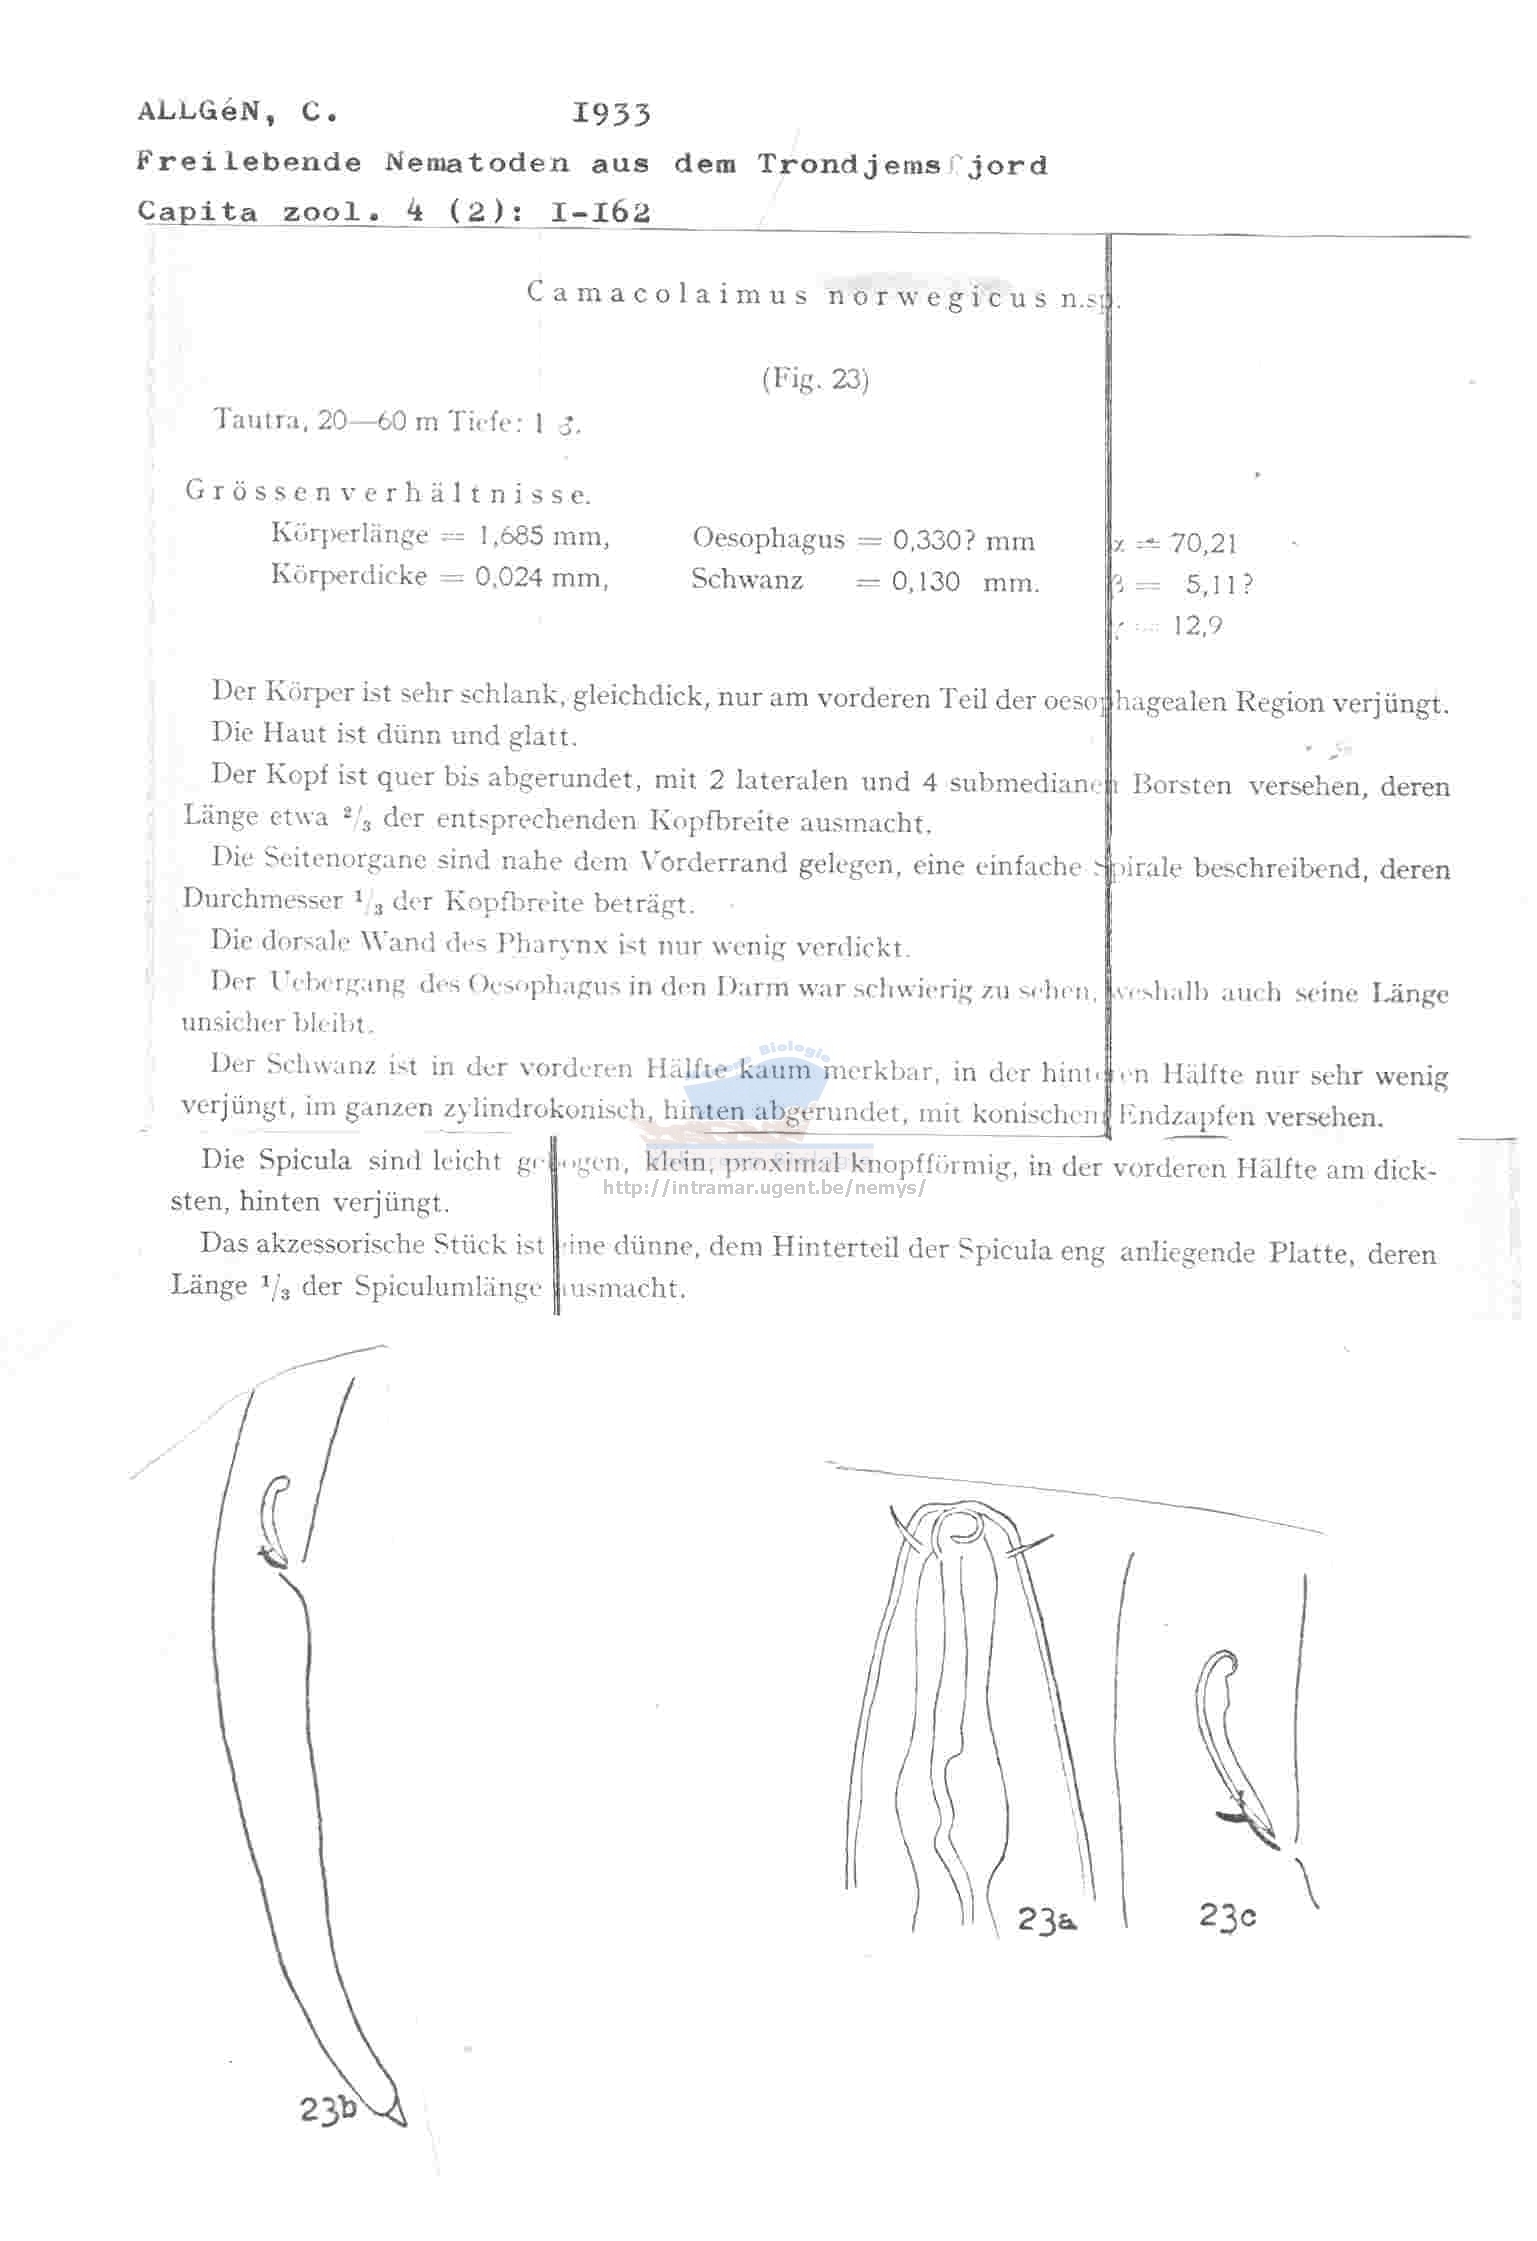 ALLGéN, C. I933
Freilebende Nematoden aus dem Trondjemsfjord
Capita zool. 4 (2): I-I62
Camacolaimus norwegicus n.sp.
(Fig. 23)
Tautra, 20—60 m Tiefe: 1 ♂.
Grössenverhältnisse.
Körperlänge = 1,685 mm, Oesophagus = 0,330? mm α = 70,21
Körperdicke = 0,024 mm, Schwanz = 0,130 mm. β = 5,11?
γ = 12,9
Der Körper ist sehr schlank, gleichdick, nur am vorderen Teil der oesophagealen Region verjüngt.
Die Haut ist dünn und glatt.
Der Kopf ist quer bis abgerundet, mit 2 lateralen und 4 submedianen Borsten versehen, deren
Länge etwa ²/₃ der entsprechenden Kopfbreite ausmacht.
Die Seitenorgane sind nahe dem Vorderrand gelegen, eine einfache Spirale beschreibend, deren
Durchmesser ¹/₃ der Kopfbreite beträgt.
Die dorsale Wand des Pharynx ist nur wenig verdickt.
Der Uebergang des Oesophagus in den Darm war schwierig zu sehen, weshalb auch seine Länge
unsicher bleibt.
Der Schwanz ist in der vorderen Hälfte kaum merkbar, in der hinteren Hälfte nur sehr wenig
verjüngt, im ganzen zylindrokonisch, hinten abgerundet, mit konischem Endzapfen versehen.
Die Spicula sind leicht gebogen, klein, proximal knopfförmig, in der vorderen Hälfte am dick-
sten, hinten verjüngt.
Das akzessorische Stück ist eine dünne, dem Hinterteil der Spicula eng anliegende Platte, deren
Länge ¹/₃ der Spiculumlänge ausmacht.
Biologie
http://intramar.ugent.be/nemys/
23a
23c
23b